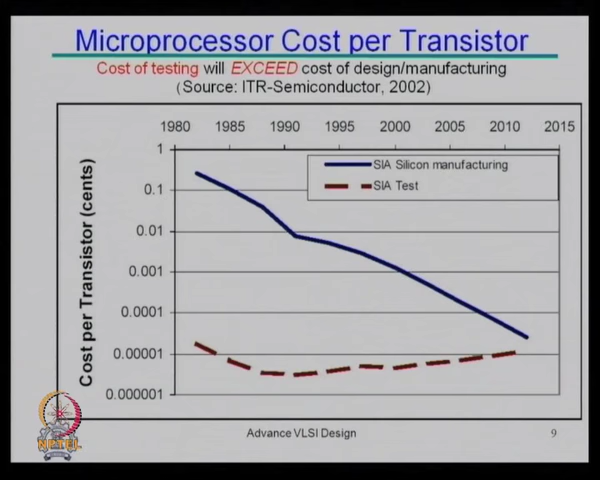 Microprocessor Cost per Transistor
Cost of testing will EXCEED cost of design/manufacturing
(Source: ITR-Semiconductor, 2002)
1980 1985 1990 1995 2000 2005 2010 2015
1
0.1
0.01
0.001
0.0001
0.00001
0.000001
Cost per Transistor (cents)
SIA Silicon manufacturing
SIA Test
NPTEL
Advance VLSI Design
9